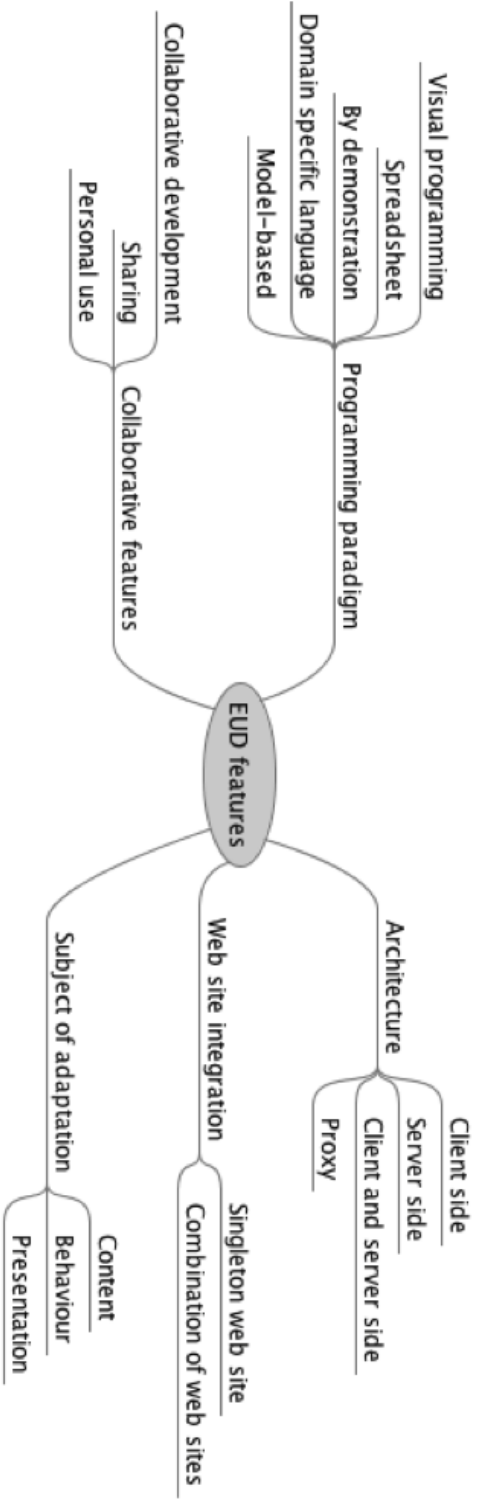 Visual programming
Spreadsheet
By demonstration
Domain specific language
Model-based
Programming paradigm
Collaborative development
Sharing
Personal use
Collaborative features
EUD features
Architecture
Client side
Server side
Client and server side
Proxy
Web site integration
Singleton web site
Combination of web sites
Subject of adaptation
Content
Behaviour
Presentation